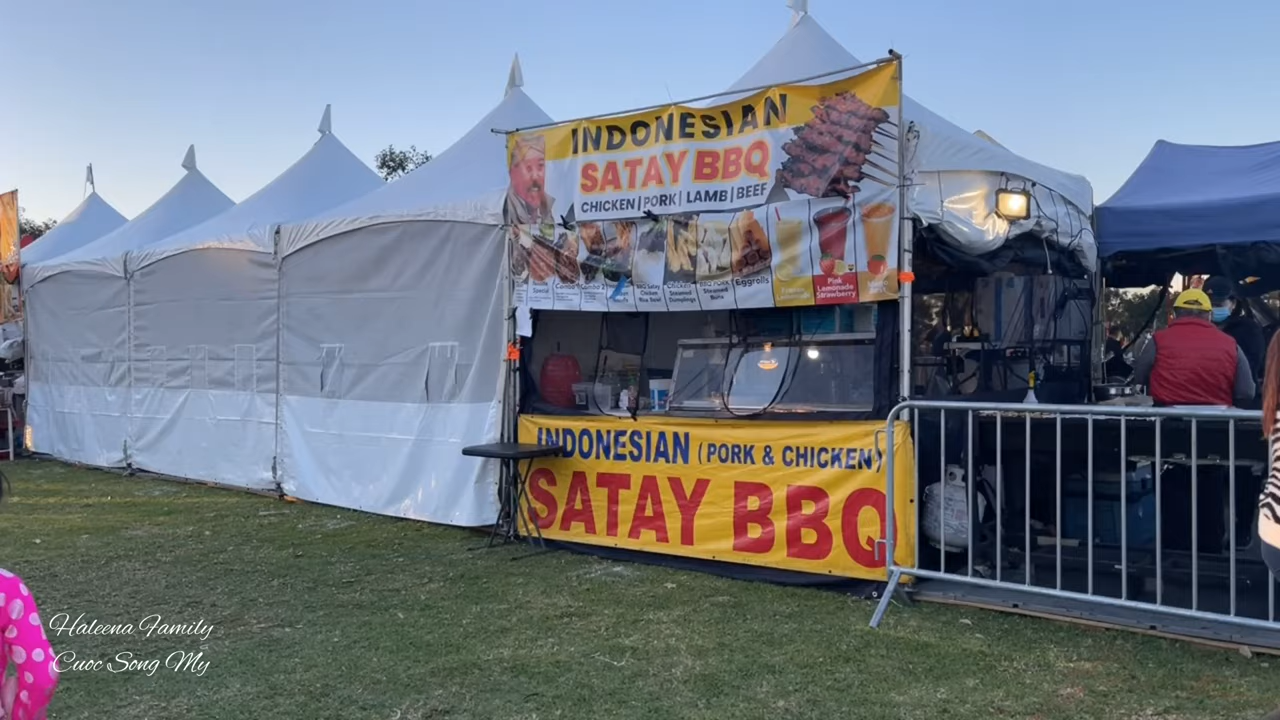 INDONESIAN
SATAY BBQ
CHICKEN | PORK | LAMB | BEEF
Eggrolls
Pink
Lemonade
Strawberry
INDONESIAN (PORK & CHICKEN)
SATAY BBQ
Haleena Family
Cuoc Song My